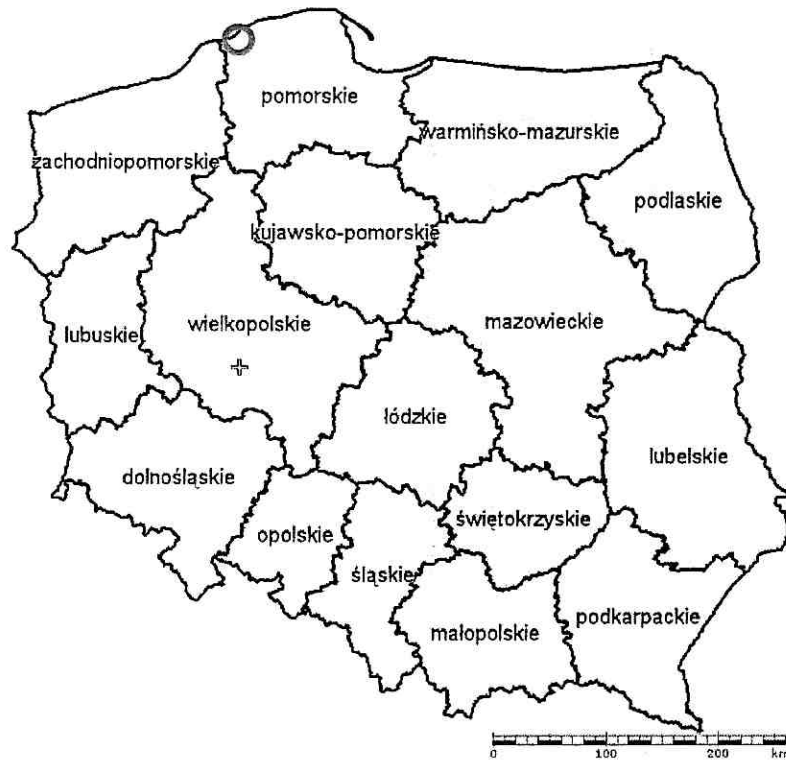 pomorskie
warmińsko-mazurskie
zachodniopomorskie
podlaskie
kujawsko-pomorskie
wielkopolskie
mazowieckie
lubuskie
łódzkie
lubelskie
dolnośląskie
świętokrzyskie
opolskie
śląskie
podkarpackie
małopolskie
0 100 200 km